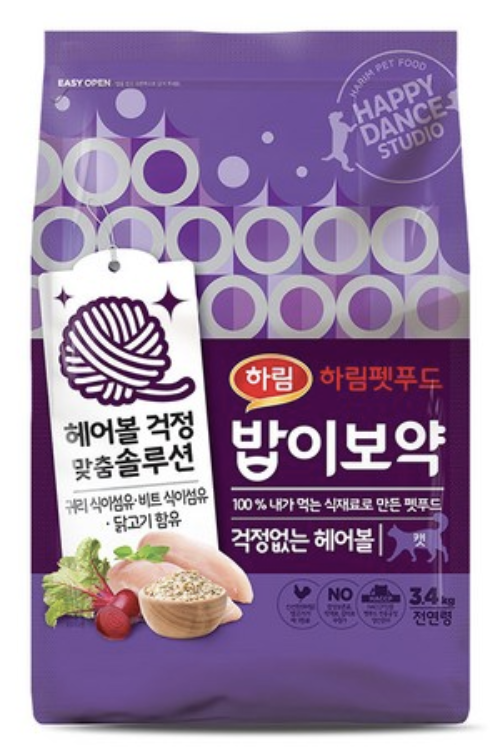 EASY OPEN
HARIM PET FOOD
HAPPY
DANCE
STUDIO
하림
하림펫푸드
헤어볼 걱정
맞춤솔루션
귀리 식이섬유·비트 식이섬유
·닭고기 함유
밥이보약
100 % 내가 먹는 식재료로 만든 펫푸드
걱정없는 헤어볼
캣
NO
HACCP
3.4 kg
전연령